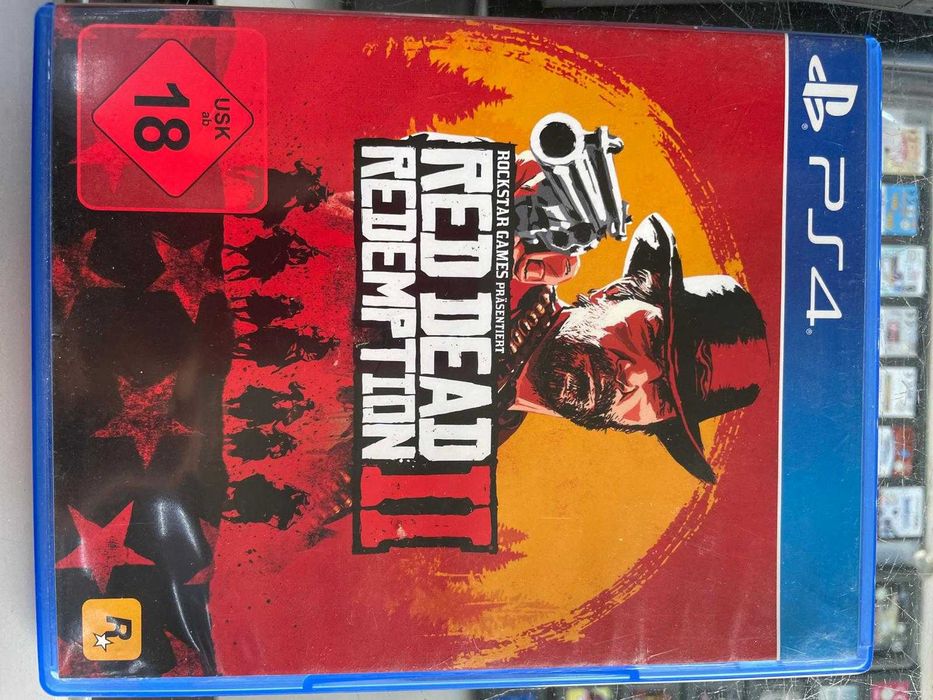 PS4
ROCKSTAR GAMES PRÄSENTIERT
RED DEAD
REDEMPTION
II
USK
ab
18
R